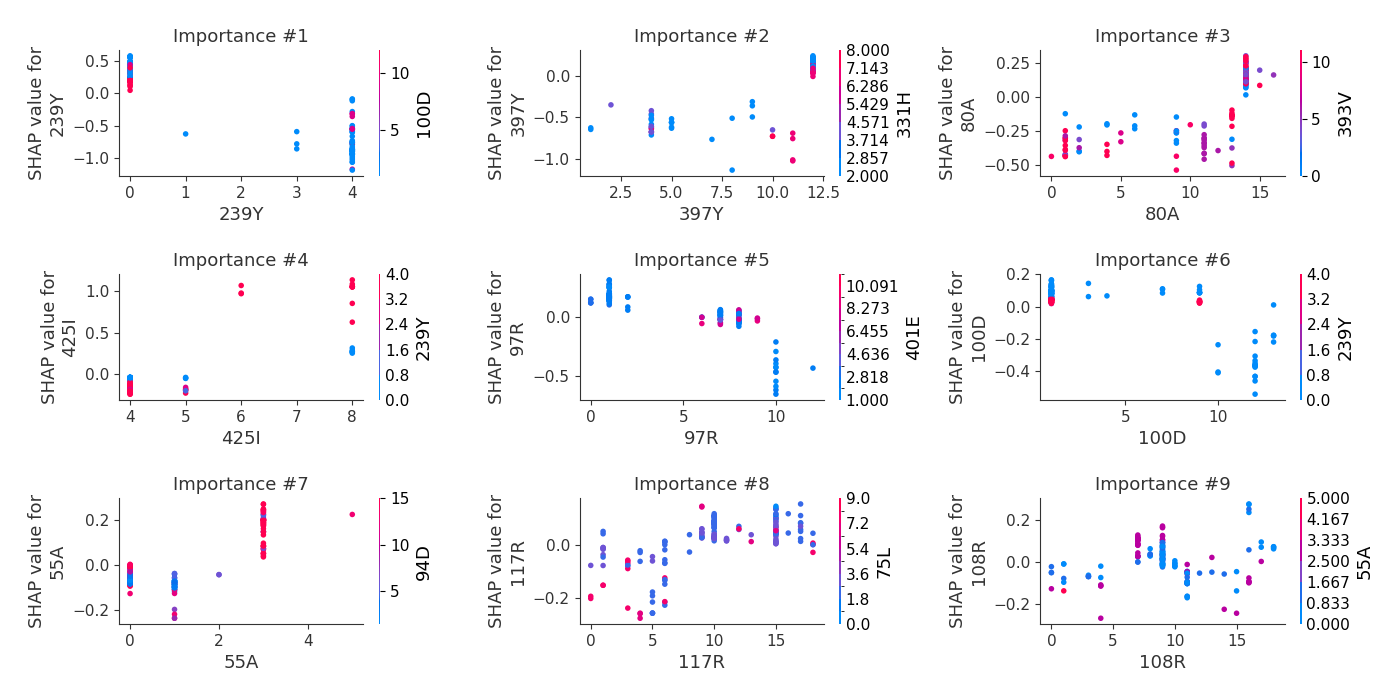 Importance #1
SHAP value for
239Y
0.5
0.0
−0.5
−1.0
0
1
2
3
4
239Y
10
5
100D
Importance #2
SHAP value for
397Y
0.0
−0.5
−1.0
2.5
5.0
7.5
10.0
12.5
397Y
8.000
7.143
6.286
5.429
4.571
3.714
2.857
2.000
331H
Importance #3
SHAP value for
80A
0.25
0.00
−0.25
−0.50
0
5
10
15
80A
10
5
0
393V
Importance #4
SHAP value for
425I
1.0
0.5
0.0
4
5
6
7
8
425I
4.0
3.2
2.4
1.6
0.8
0.0
239Y
Importance #5
SHAP value for
97R
0.0
−0.5
0
5
10
97R
10.091
8.273
6.455
4.636
2.818
1.000
401E
Importance #6
SHAP value for
100D
0.2
0.0
−0.2
−0.4
5
10
100D
4.0
3.2
2.4
1.6
0.8
0.0
239Y
Importance #7
SHAP value for
55A
0.2
0.0
−0.2
0
2
4
55A
15
10
5
94D
Importance #8
SHAP value for
117R
0.0
−0.2
0
5
10
15
117R
9.0
7.2
5.4
3.6
1.8
0.0
75L
Importance #9
SHAP value for
108R
0.2
0.0
−0.2
0
5
10
15
108R
5.000
4.167
3.333
2.500
1.667
0.833
0.000
55A